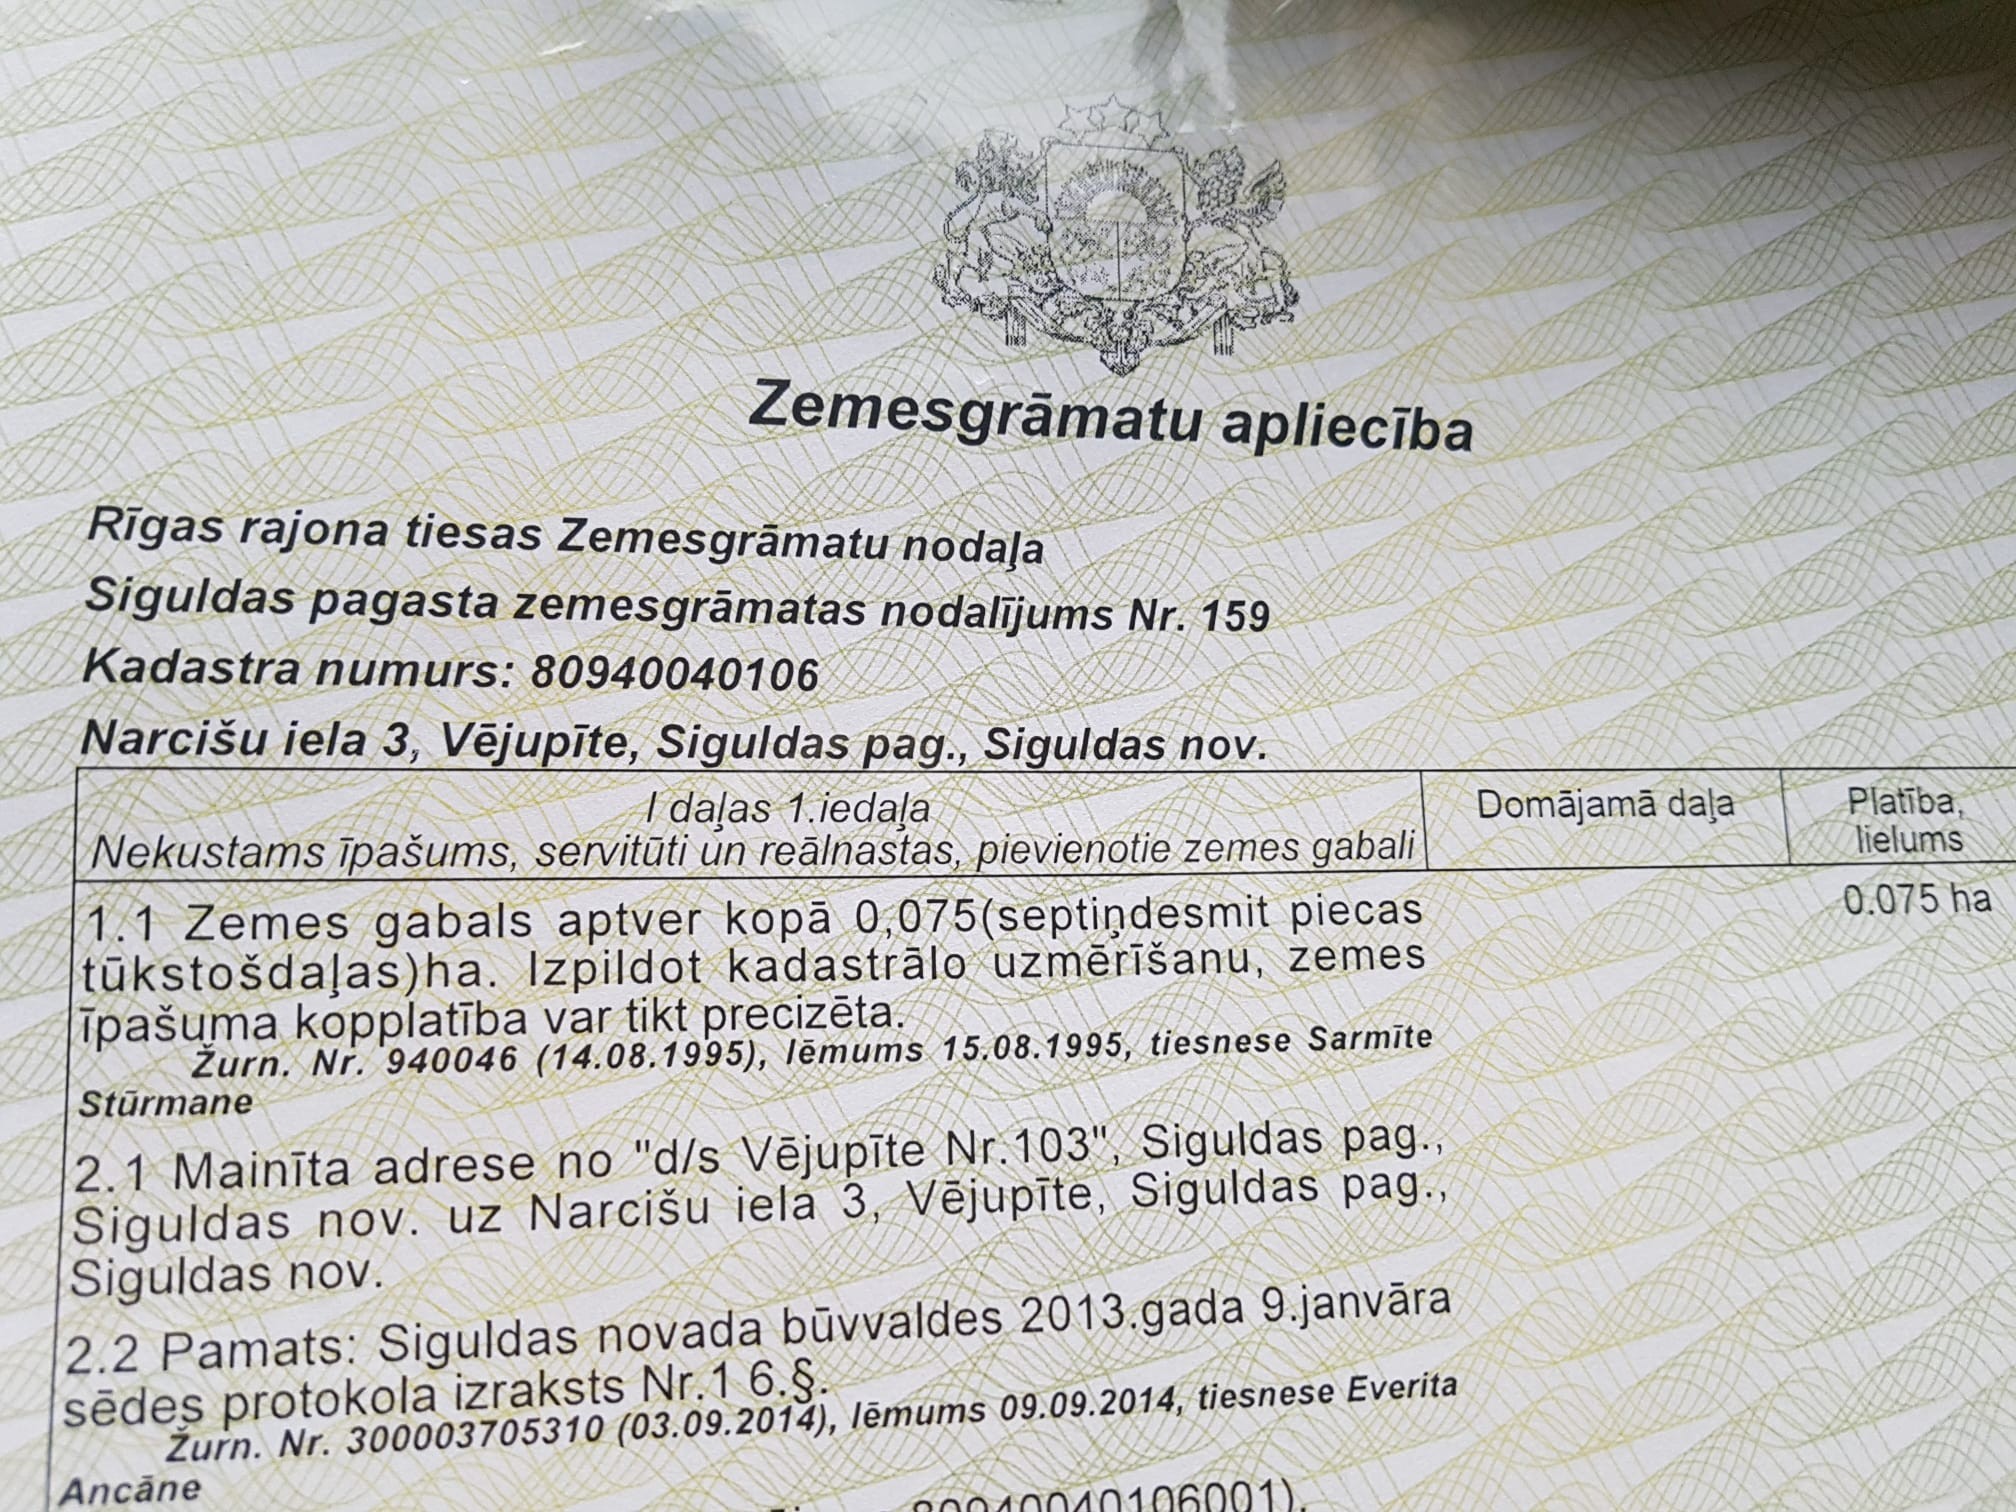 Zemesgrāmatu apliecība
Rīgas rajona tiesas Zemesgrāmatu nodaļa
Siguldas pagasta zemesgrāmatas nodalījums Nr. 159
Kadastra numurs: 80940040106
Narcišu iela 3, Vējupīte, Siguldas pag., Siguldas nov.
I daļas 1.iedaļa
Nekustams īpašums, servitūti un reālnastas, pievienotie zemes gabali
Domājamā daļa
Platība,
lielums
1.1 Zemes gabals aptver kopā 0,075(septiņdesmit piecas
tūkstošdaļas)ha. Izpildot kadastrālo uzmērīšanu, zemes
īpašuma kopplatība var tikt precizēta.
0.075 ha
Žurn. Nr. 940046 (14.08.1995), lēmums 15.08.1995, tiesnese Sarmīte
Stūrmane
2.1 Mainīta adrese no "d/s Vējupīte Nr.103", Siguldas pag.,
Siguldas nov. uz Narcišu iela 3, Vējupīte, Siguldas pag.,
Siguldas nov.
2.2 Pamats: Siguldas novada būvvaldes 2013.gada 9.janvāra
sēdes protokola izraksts Nr.1 6.§.
Žurn. Nr. 300003705310 (03.09.2014), lēmums 09.09.2014, tiesnese Everita
Ancāne
80940040106001).